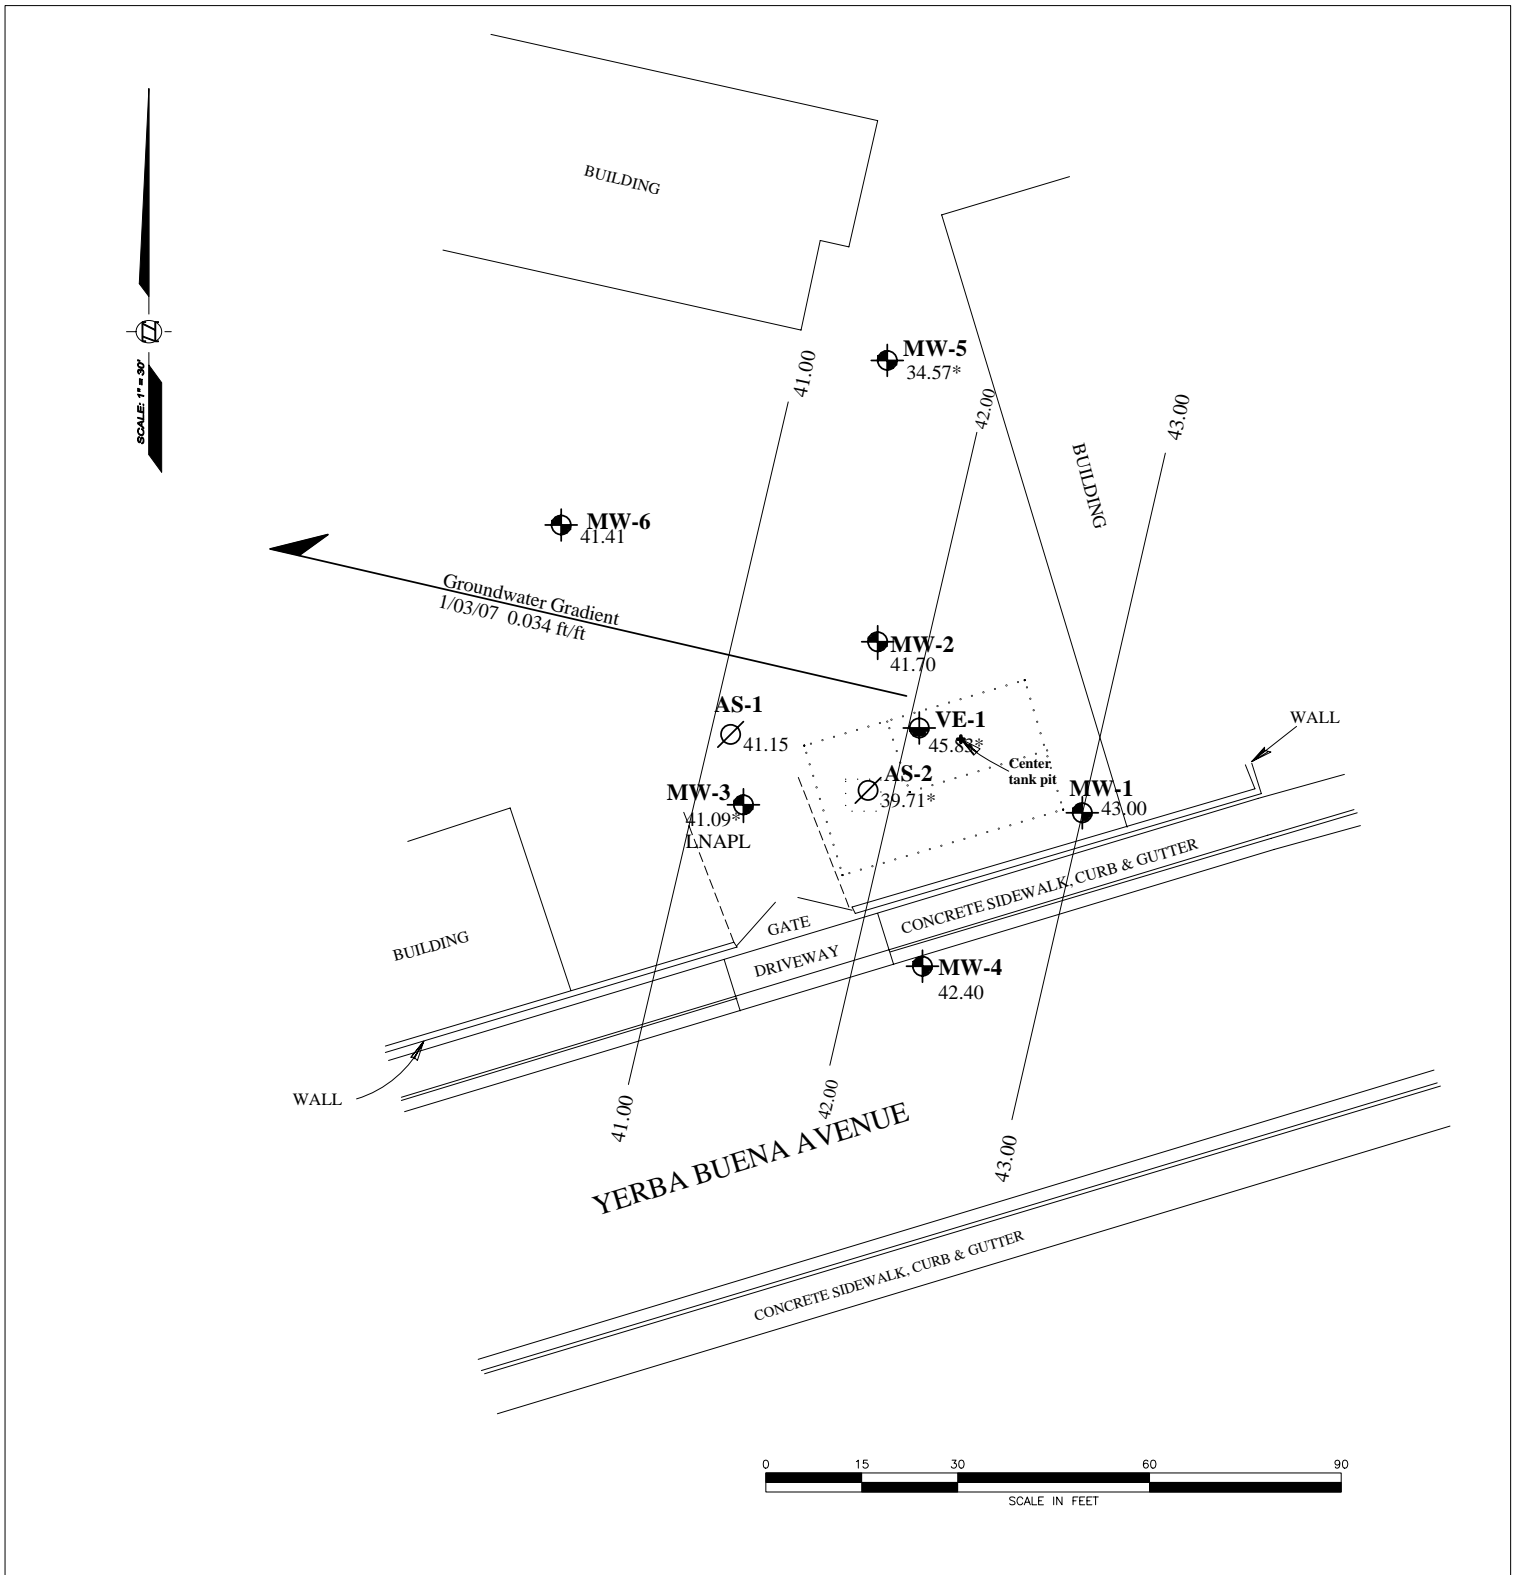 BUILDING
SCALE: 1" = 30'
MW-5
34.57*
41.00
42.00
43.00
BUILDING
MW-6
41.41
Groundwater Gradient
1/03/07 0.034 ft/ft
MW-2
41.70
AS-1
41.15
VE-1
45.83*
WALL
Center
tank pit
AS-2
39.71*
MW-3
41.09*
LNAPL
MW-1
43.00
CONCRETE SIDEWALK, CURB & GUTTER
GATE
BUILDING
DRIVEWAY
MW-4
42.40
WALL
41.00
42.00
43.00
YERBA BUENA AVENUE
CONCRETE SIDEWALK, CURB & GUTTER
0 15 30 60 90
SCALE IN FEET